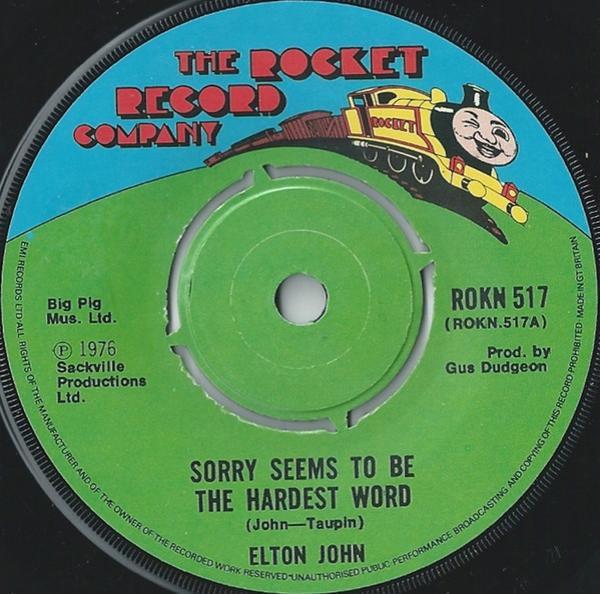 THE ROCKET
RECORD
COMPANY
ROCKET
Big Pig
Mus. Ltd.
℗ 1976
Sackville
Productions
Ltd.
ROKN 517
(ROKN.517A)
Prod. by
Gus Dudgeon
SORRY SEEMS TO BE
THE HARDEST WORD
(John—Taupin)
ELTON JOHN
EMI RECORDS LTD ALL RIGHTS OF THE MANUFACTURER AND OF THE OWNER OF THE RECORDED WORK RESERVED-UNAUTHORISED PUBLIC PERFORMANCE BROADCASTING AND COPYING OF THIS RECORD PROHIBITED·MADE IN GT BRITAIN